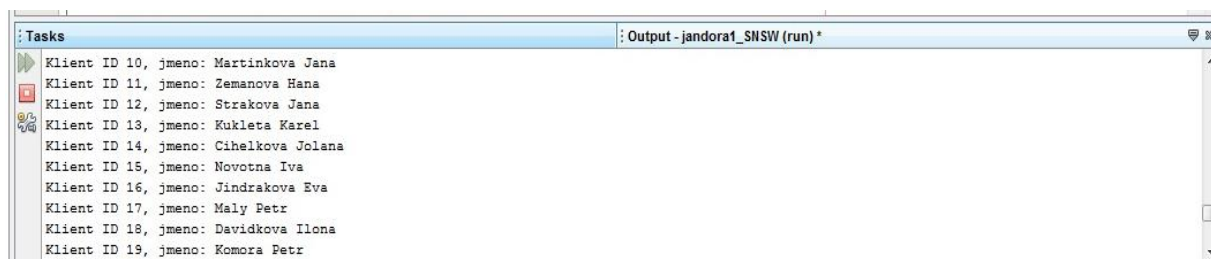 Tasks
Output - jandora1_SNSW (run) *
Klient ID 10, jmeno: Martinkova Jana
Klient ID 11, jmeno: Zemanova Hana
Klient ID 12, jmeno: Strakova Jana
Klient ID 13, jmeno: Kukleta Karel
Klient ID 14, jmeno: Cihelkova Jolana
Klient ID 15, jmeno: Novotna Iva
Klient ID 16, jmeno: Jindrakova Eva
Klient ID 17, jmeno: Maly Petr
Klient ID 18, jmeno: Davidkova Ilona
Klient ID 19, jmeno: Komora Petr